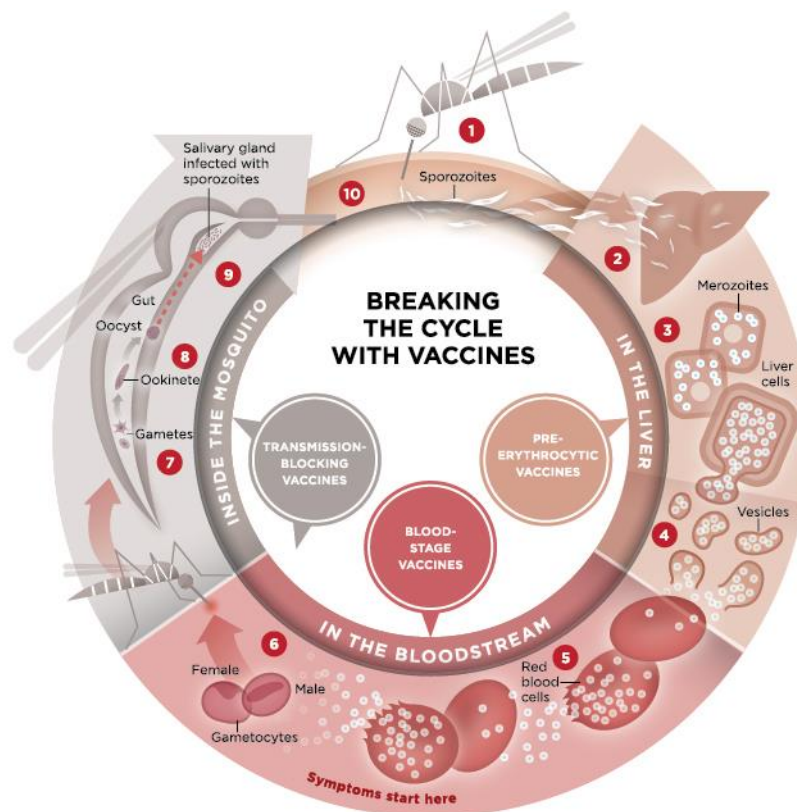 1
Salivary gland
infected with
sporozoites
10
Sporozoites
2
9
Merozoites
BREAKING
THE CYCLE
WITH VACCINES
3
Gut
Oocyst
8
Liver
cells
Ookinete
INSIDE THE MOSQUITO
IN THE LIVER
Gametes
7
TRANSMISSION-
BLOCKING
VACCINES
PRE-
ERYTHROCYTIC
VACCINES
Vesicles
4
BLOOD-
STAGE
VACCINES
IN THE BLOODSTREAM
6
5
Female
Male
Red
blood
cells
Gametocytes
Symptoms start here